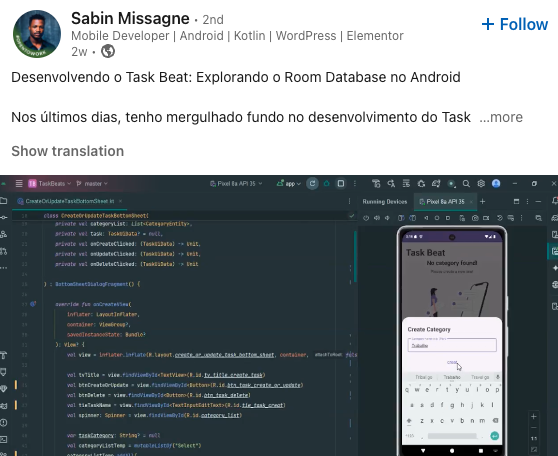 Sabin Missagne • 2nd
Mobile Developer | Android | Kotlin | WordPress | Elementor
2w •
+ Follow
Desenvolvendo o Task Beat: Explorando o Room Database no Android
Nos últimos dias, tenho mergulhado fundo no desenvolvimento do Task ...more
Show translation
TB TaskBeats master Pixel 8a API 35 app
CreateOrUpdateTaskBottomSheet.kt
Running Devices Pixel 8a API 35
class CreateOrUpdateTaskBottomSheet(
private val categoryList: List<CategoryEntity>,
private val task: TaskUiData? = null,
private val onCreateClicked: (TaskUiData) -> Unit,
private val onUpdateClicked: (TaskUiData) -> Unit,
private val onDeleteClicked: (TaskUiData) -> Unit
) : BottomSheetDialogFragment() {
override fun onCreateView(
inflater: LayoutInflater,
container: ViewGroup?,
savedInstanceState: Bundle?
): View? {
val view = inflater.inflate(R.layout.create_or_update_task_bottom_sheet, container,
val tvTitle = view.findViewById<TextView>(R.id.tv_title_create_task)
val btnCreateOrUpdate = view.findViewById<Button>(R.id.btn_task_create_or_update)
val btnDelete = view.findViewById<Button>(R.id.btn_task_delete)
val tieTaskName = view.findViewById<TextInputEditText>(R.id.tie_task_creat)
val spinner: Spinner = view.findViewById(R.id.category_list)
var taskCategory: String? = null
val categoryListTemp = mutableListOf("Select")
Task Beat
No category found!
Create Category
q w e r t y u i o p
a s d f g h j k l
z x c v b n m